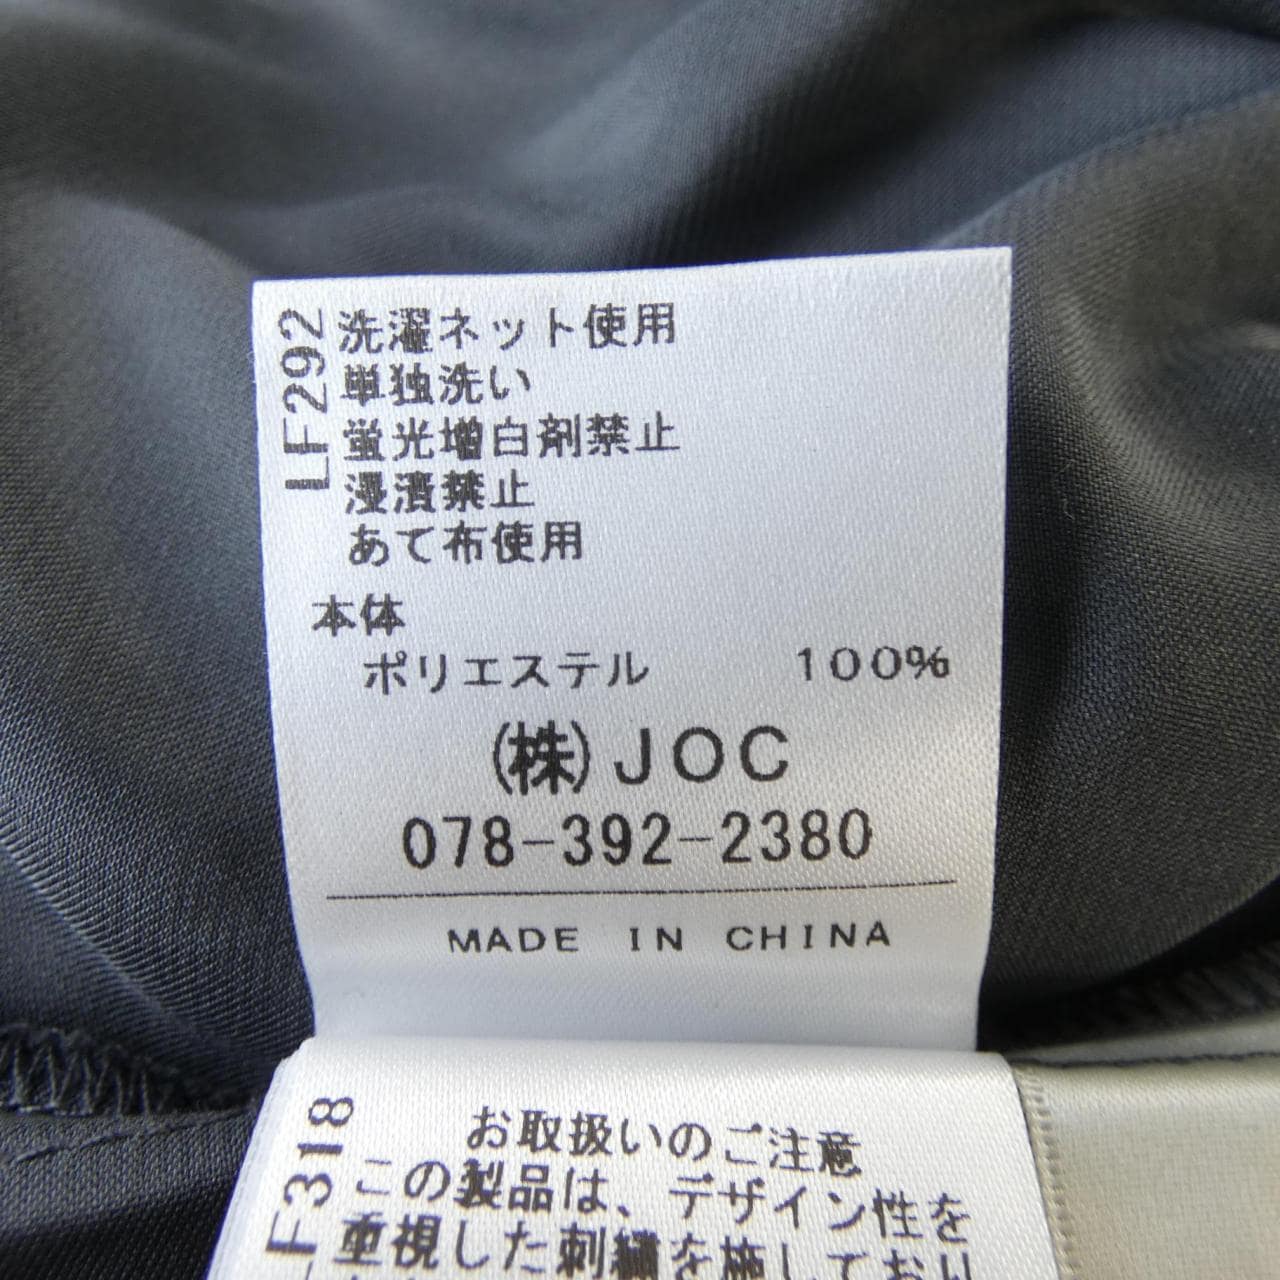 LF292
洗濯ネット使用
単独洗い
蛍光増白剤禁止
浸漬禁止
あて布使用
本体
ポリエステル 100%
(株)JOC
078-392-2380
MADE IN CHINA
LF318
お取扱いのご注意
この製品は、デザイン性を
重視した刺繍を施しており